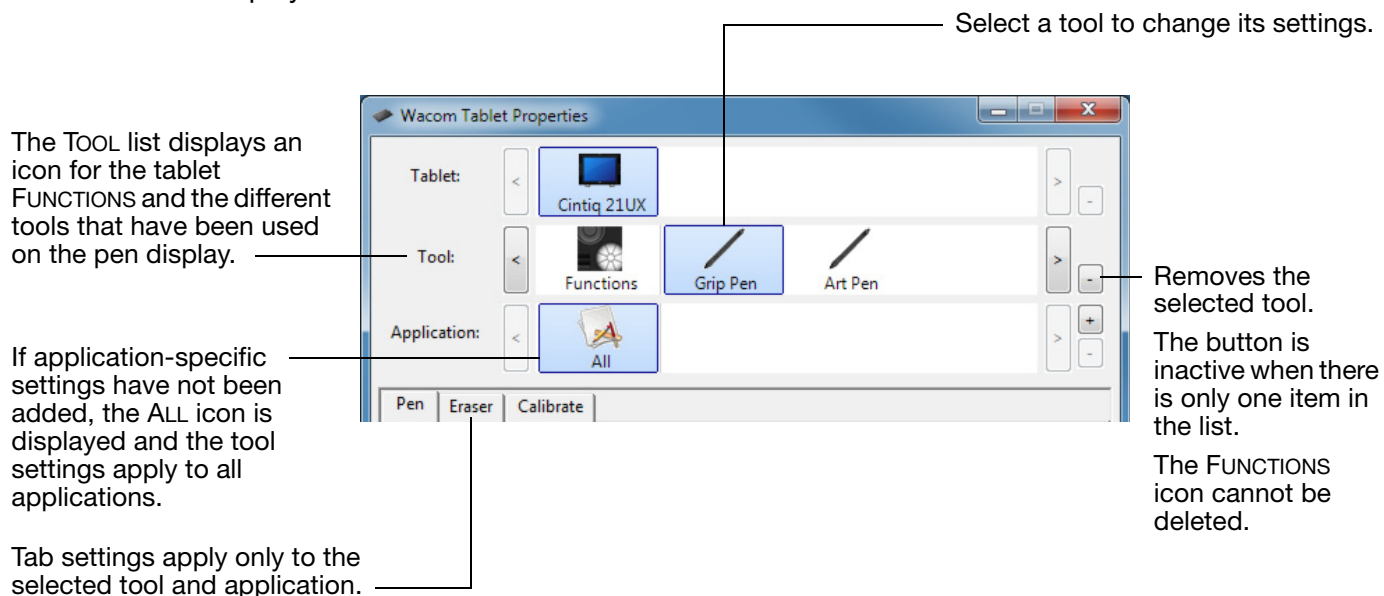 Select a tool to change its settings.
The TOOL list displays an
icon for the tablet
FUNCTIONS and the different
tools that have been used
on the pen display.
If application-specific
settings have not been
added, the ALL icon is
displayed and the tool
settings apply to all
applications.
Tab settings apply only to the
selected tool and application.
Wacom Tablet Properties
Tablet:
<
Cintiq 21UX
>
-
Tool:
<
Functions
Grip Pen
Art Pen
>
-
Application:
<
All
>
+
-
Pen
Eraser
Calibrate
Removes the
selected tool.
The button is
inactive when there
is only one item in
the list.
The FUNCTIONS
icon cannot be
deleted.